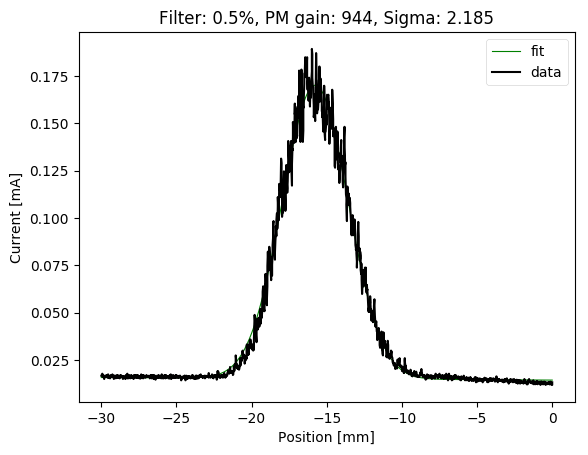 Filter: 0.5%, PM gain: 944, Sigma: 2.185
fit
data
0.175
0.150
0.125
0.100
0.075
0.050
0.025
Current [mA]
−30
−25
−20
−15
−10
−5
0
Position [mm]